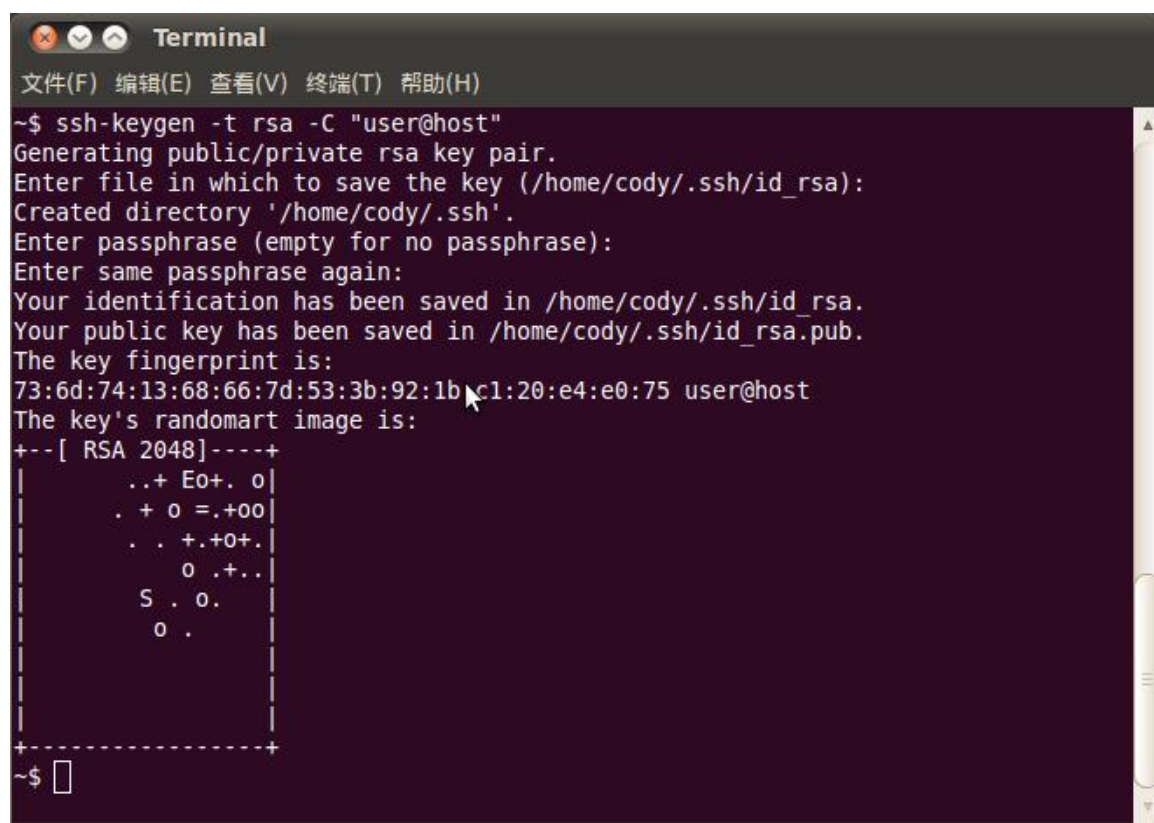 Terminal
文件(F) 编辑(E) 查看(V) 终端(T) 帮助(H)
~$ ssh-keygen -t rsa -C "user@host"
Generating public/private rsa key pair.
Enter file in which to save the key (/home/cody/.ssh/id_rsa):
Created directory '/home/cody/.ssh'.
Enter passphrase (empty for no passphrase):
Enter same passphrase again:
Your identification has been saved in /home/cody/.ssh/id_rsa.
Your public key has been saved in /home/cody/.ssh/id_rsa.pub.
The key fingerprint is:
73:6d:74:13:68:66:7d:53:3b:92:1b:c1:20:e4:e0:75 user@host
The key's randomart image is:
+--[ RSA 2048]----+
|       ..+ Eo+. o|
|      . + o =.+oo|
|       . . +.+o+.|
|           o .+..|
|        S . o.   |
|         o .     |
|                 |
|                 |
|                 |
+-----------------+
~$